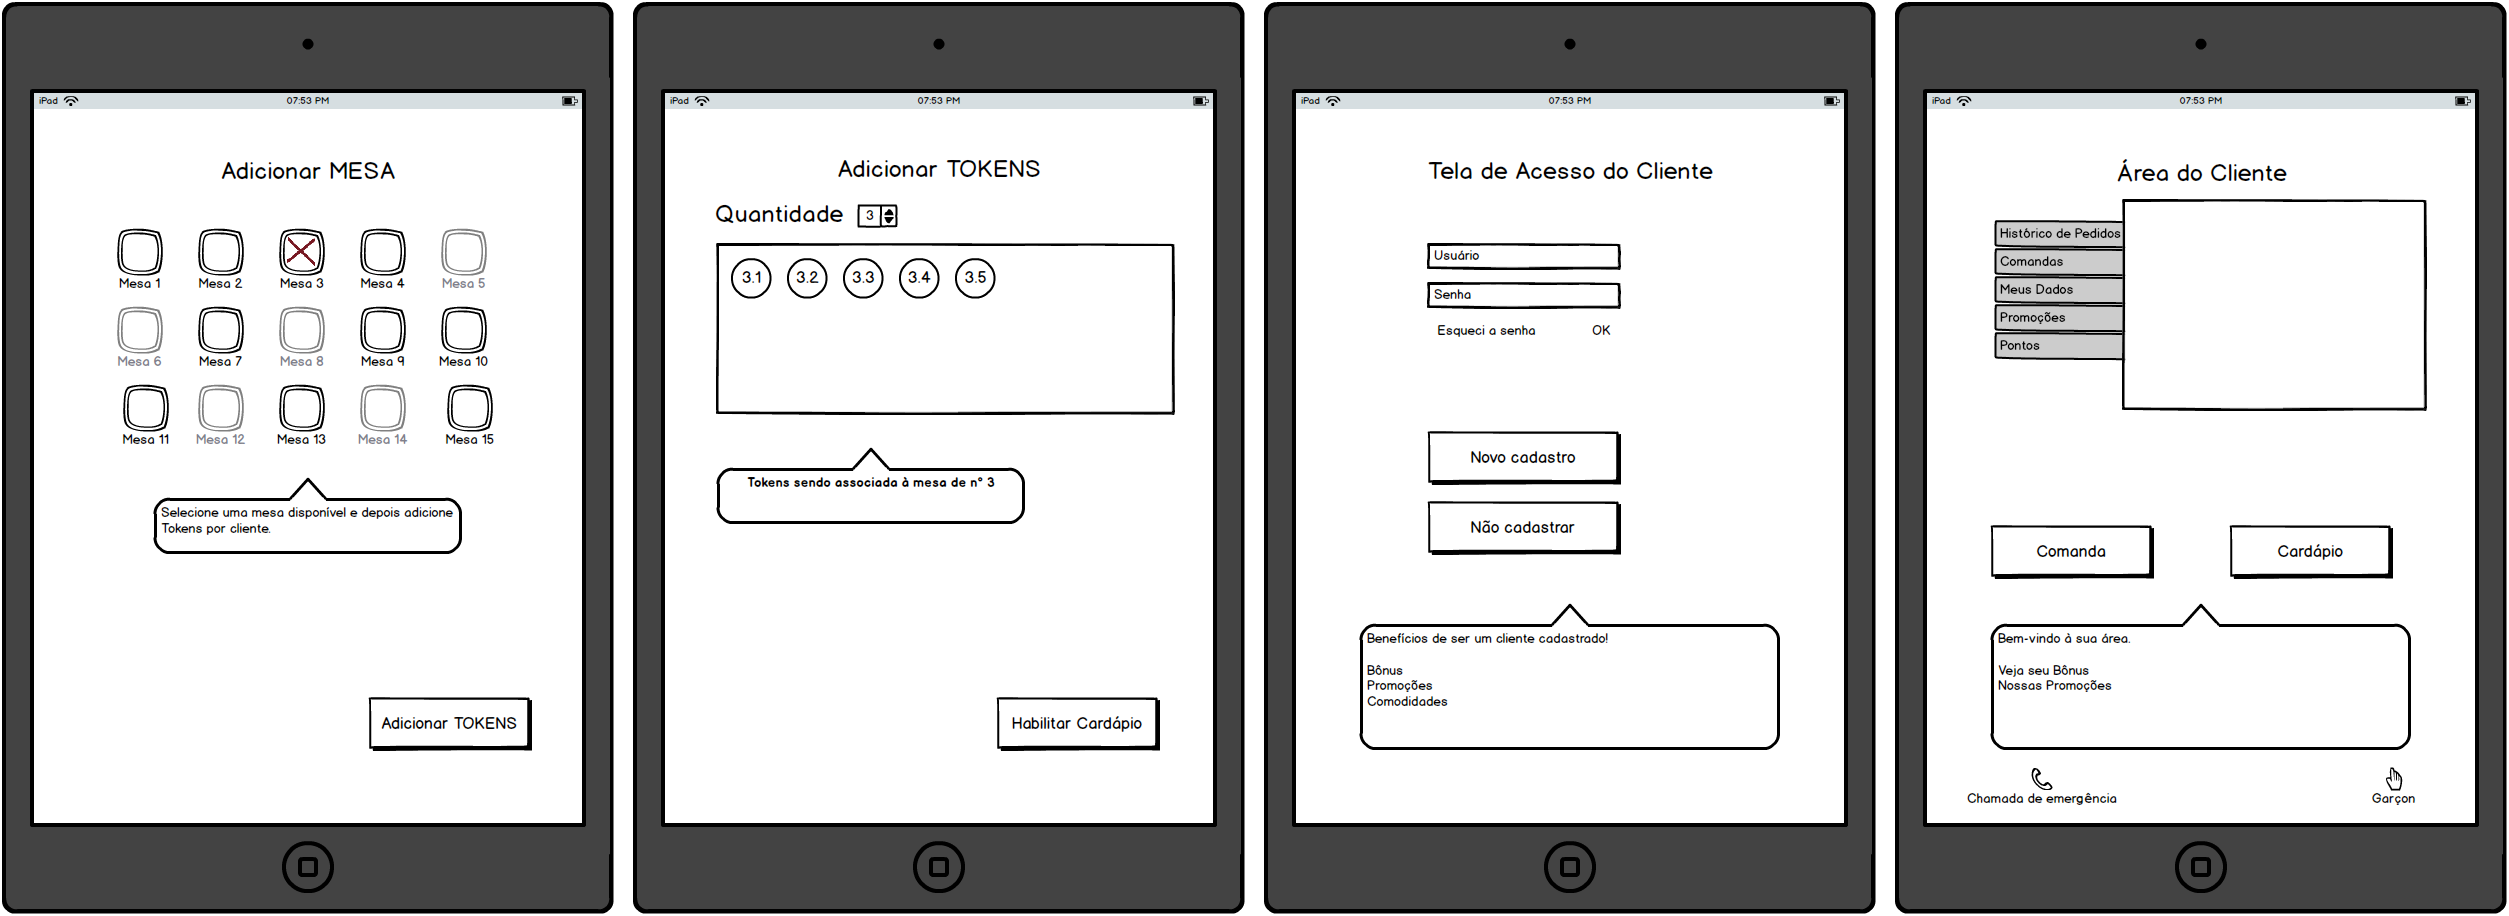 iPad 07:53 PM
Adicionar MESA
Mesa 1 Mesa 2 Mesa 3 Mesa 4 Mesa 5
Mesa 6 Mesa 7 Mesa 8 Mesa 9 Mesa 10
Mesa 11 Mesa 12 Mesa 13 Mesa 14 Mesa 15
Selecione uma mesa disponível e depois adicione
Tokens por cliente.
Adicionar TOKENS
iPad 07:53 PM
Adicionar TOKENS
Quantidade 3
3.1 3.2 3.3 3.4 3.5
Tokens sendo associada à mesa de nº 3
Habilitar Cardápio
iPad 07:53 PM
Tela de Acesso do Cliente
Usuário
Senha
Esqueci a senha OK
Novo cadastro
Não cadastrar
Benefícios de ser um cliente cadastrado!
Bônus
Promoções
Comodidades
iPad 07:53 PM
Área do Cliente
Histórico de Pedidos
Comandas
Meus Dados
Promoções
Pontos
Comanda Cardápio
Bem-vindo à sua área.
Veja seu Bônus
Nossas Promoções
Chamada de emergência Garçon